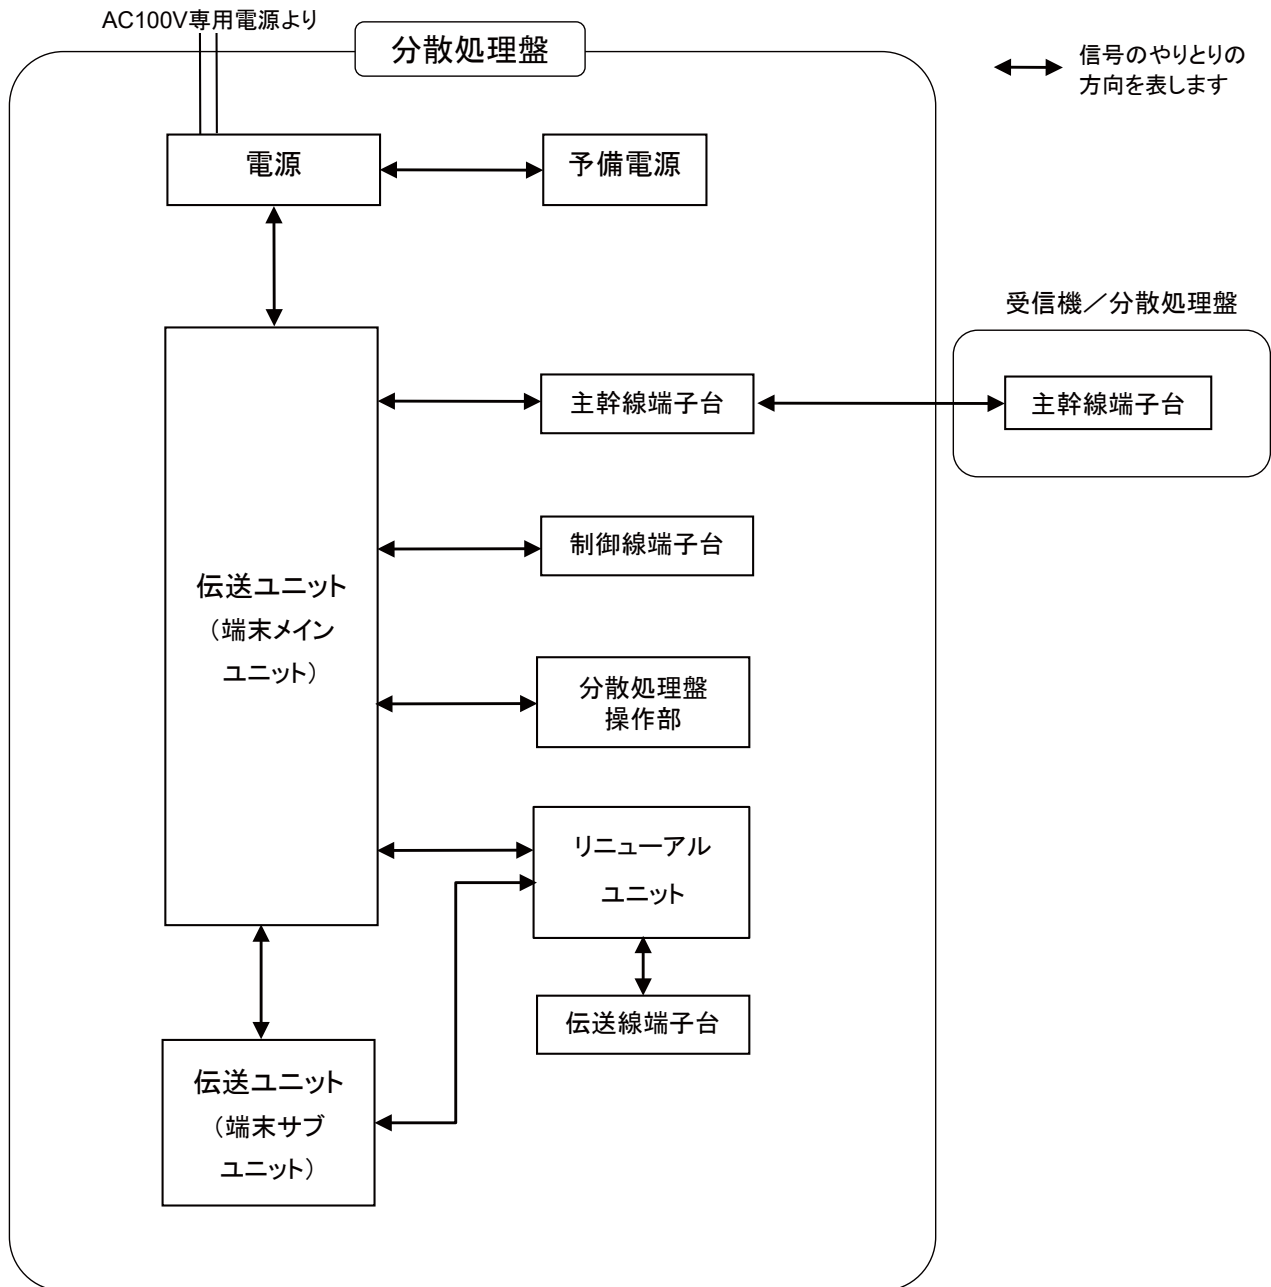 AC100V専用電源より
分散処理盤
信号のやりとりの
方向を表します
電源
予備電源
受信機／分散処理盤
主幹線端子台
主幹線端子台
制御線端子台
伝送ユニット
（端末メイン
ユニット）
分散処理盤
操作部
リニューアル
ユニット
伝送線端子台
伝送ユニット
（端末サブ
ユニット）